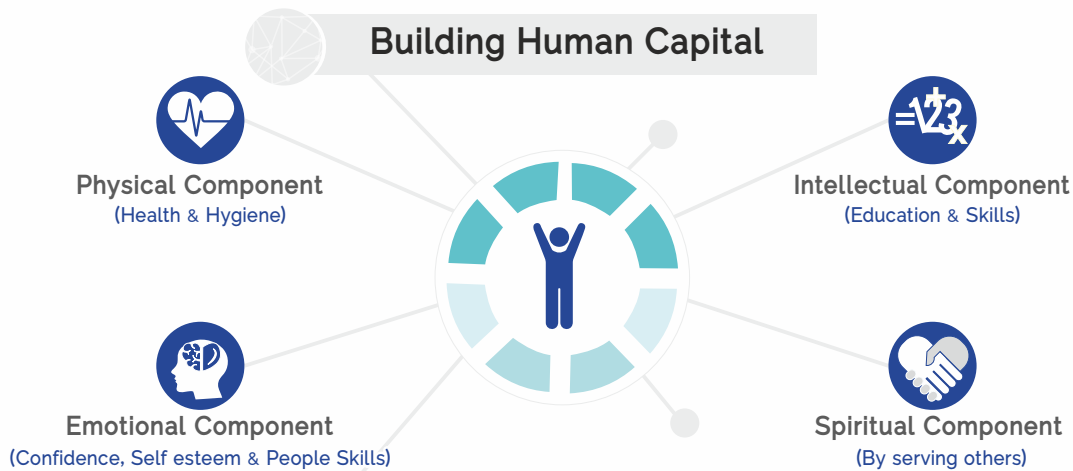 Building Human Capital
Physical Component
(Health & Hygiene)
=123
+
x
Intellectual Component
(Education & Skills)
Emotional Component
(Confidence, Self esteem & People Skills)
Spiritual Component
(By serving others)